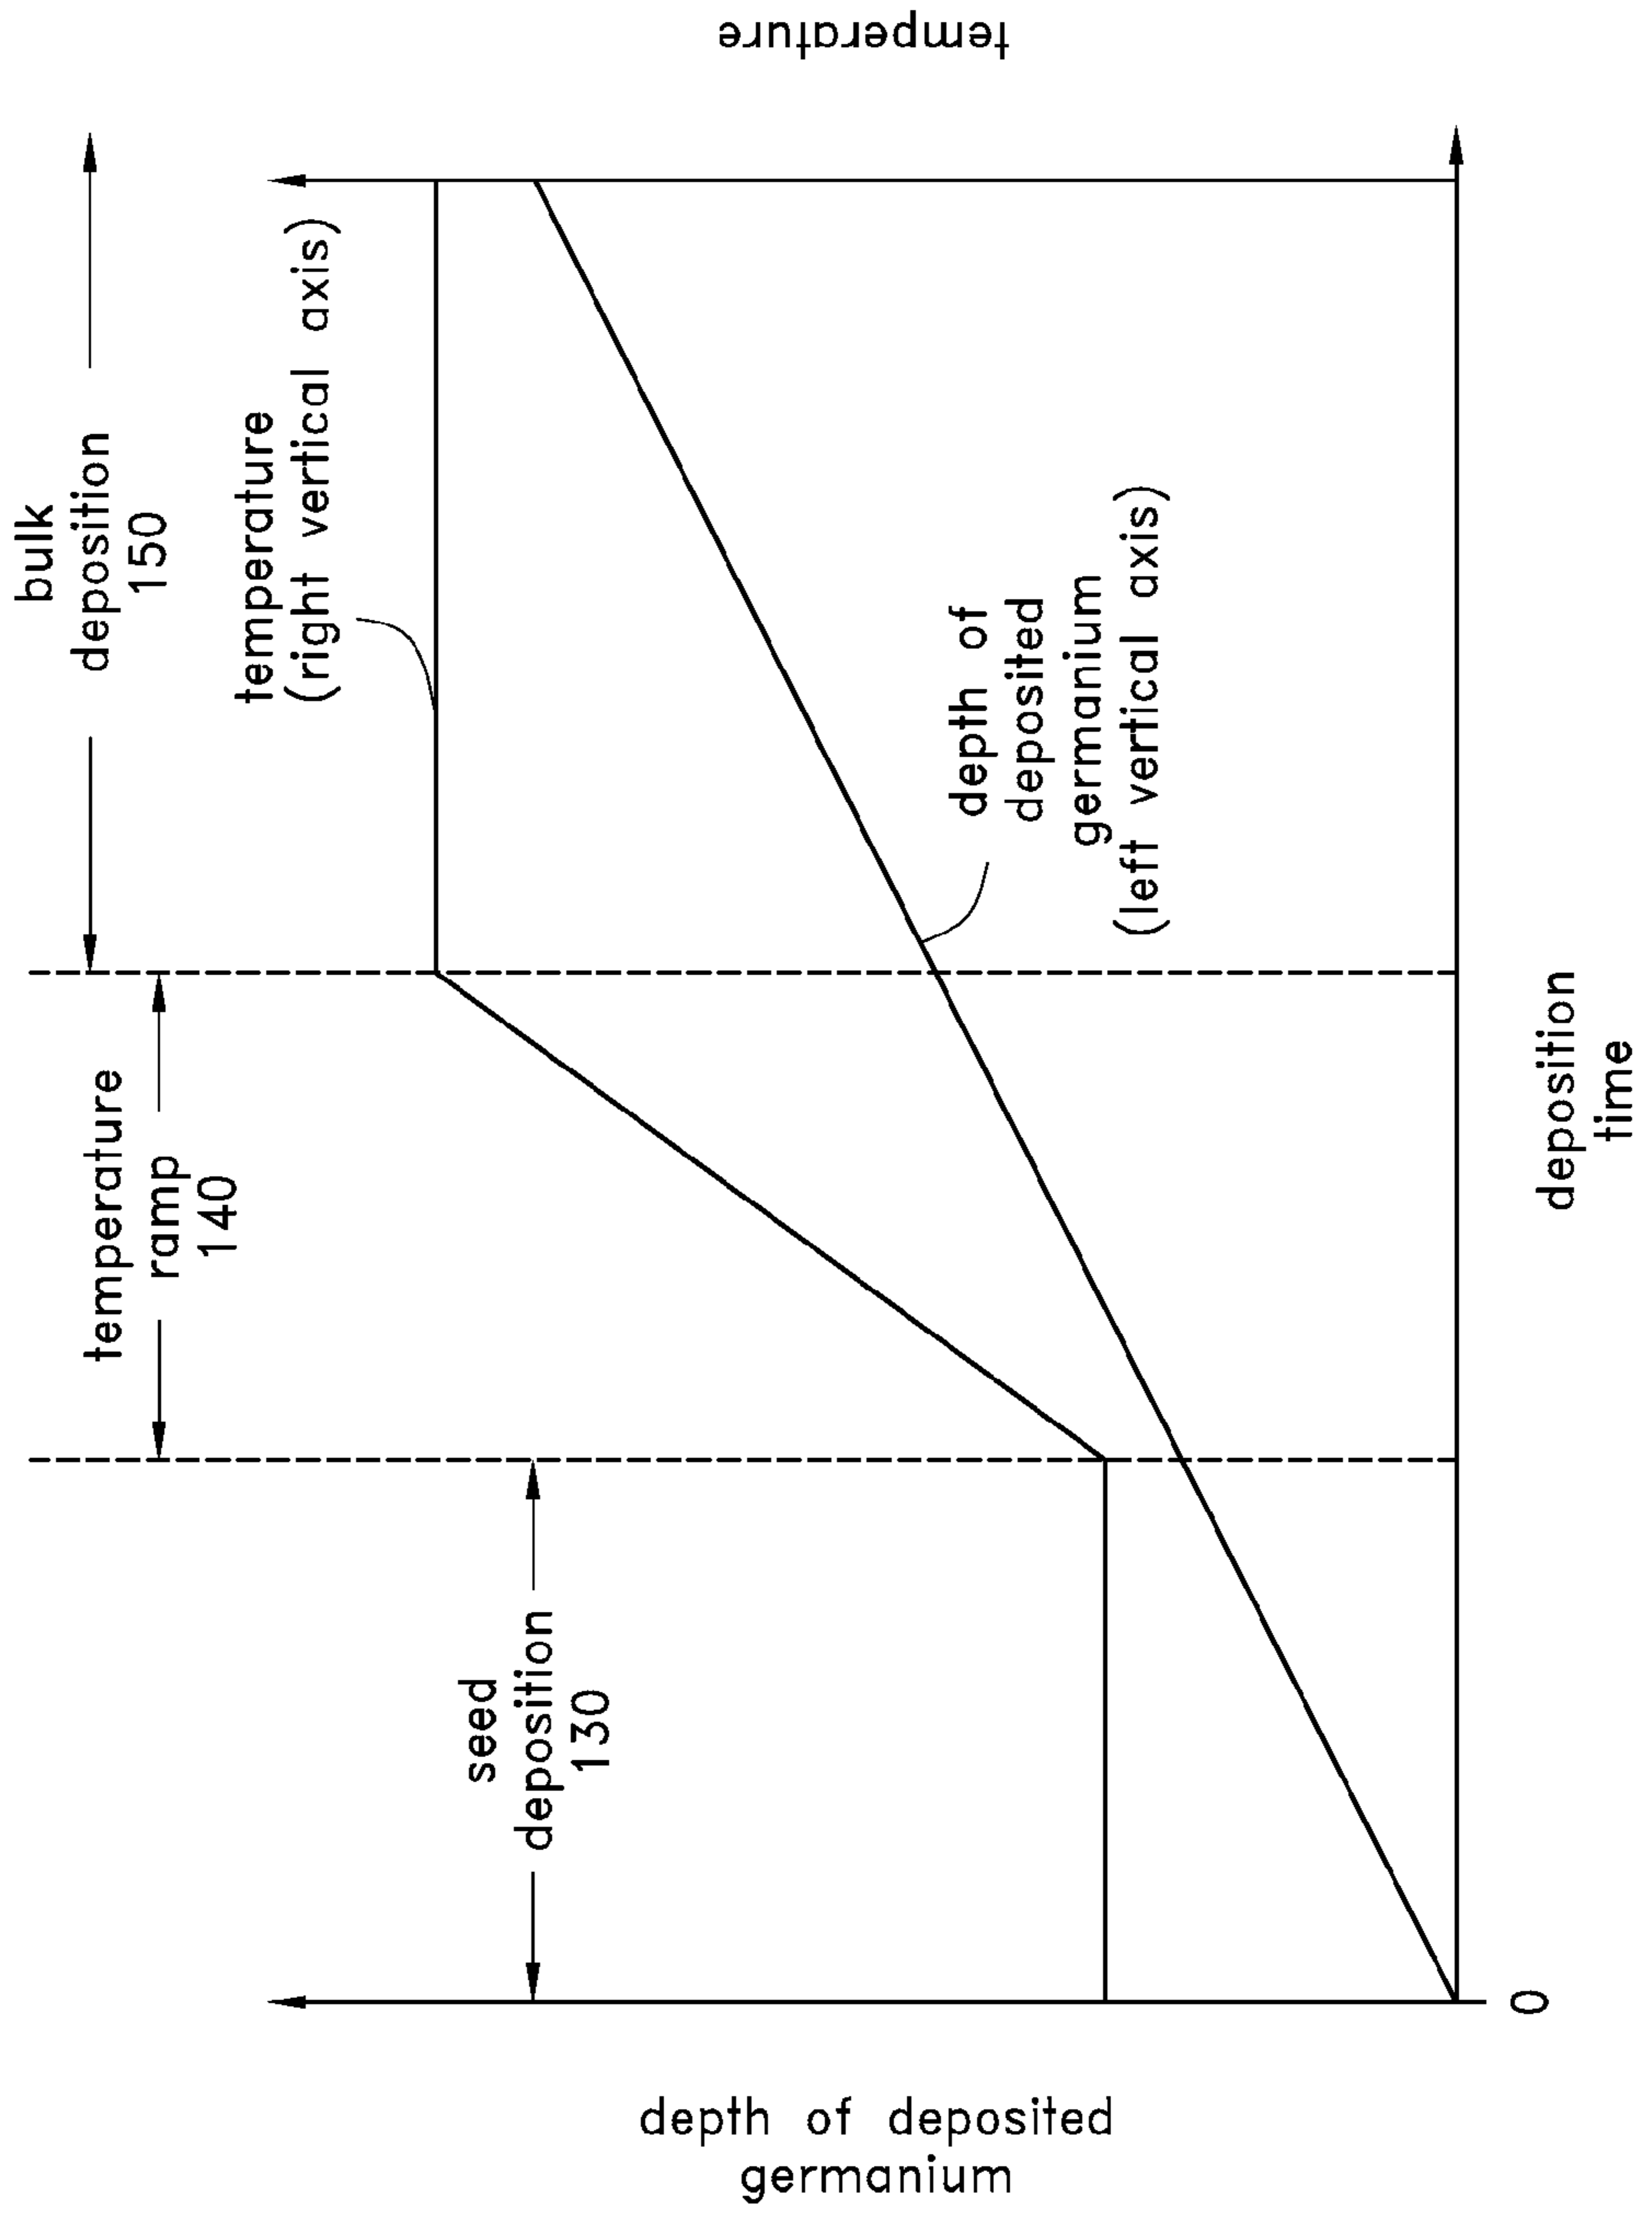 bulk
deposition
150
temperature
ramp
140
temperature
(right vertical axis)
seed
deposition
130
depth of
deposited
germanium
(left vertical axis)
depth of deposited
germanium
temperature
0
deposition
time